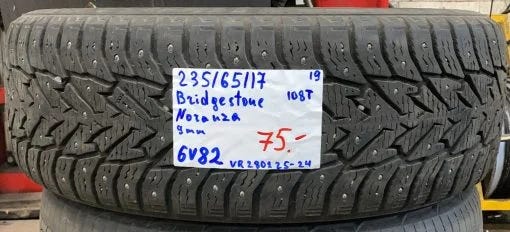 235/65/17 19
Bridgestone 108T
Noranza
9mm 75.-
6V82 VR280125-24